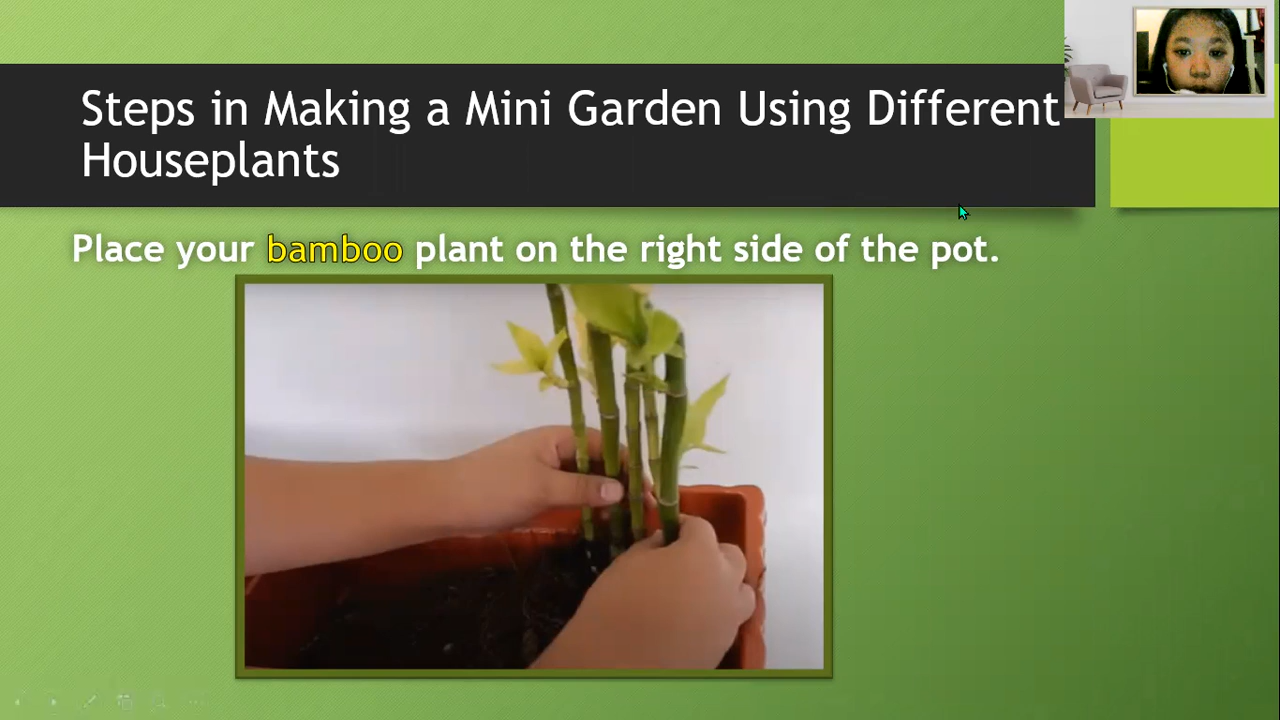 Steps in Making a Mini Garden Using Different
Houseplants
Place your bamboo plant on the right side of the pot.